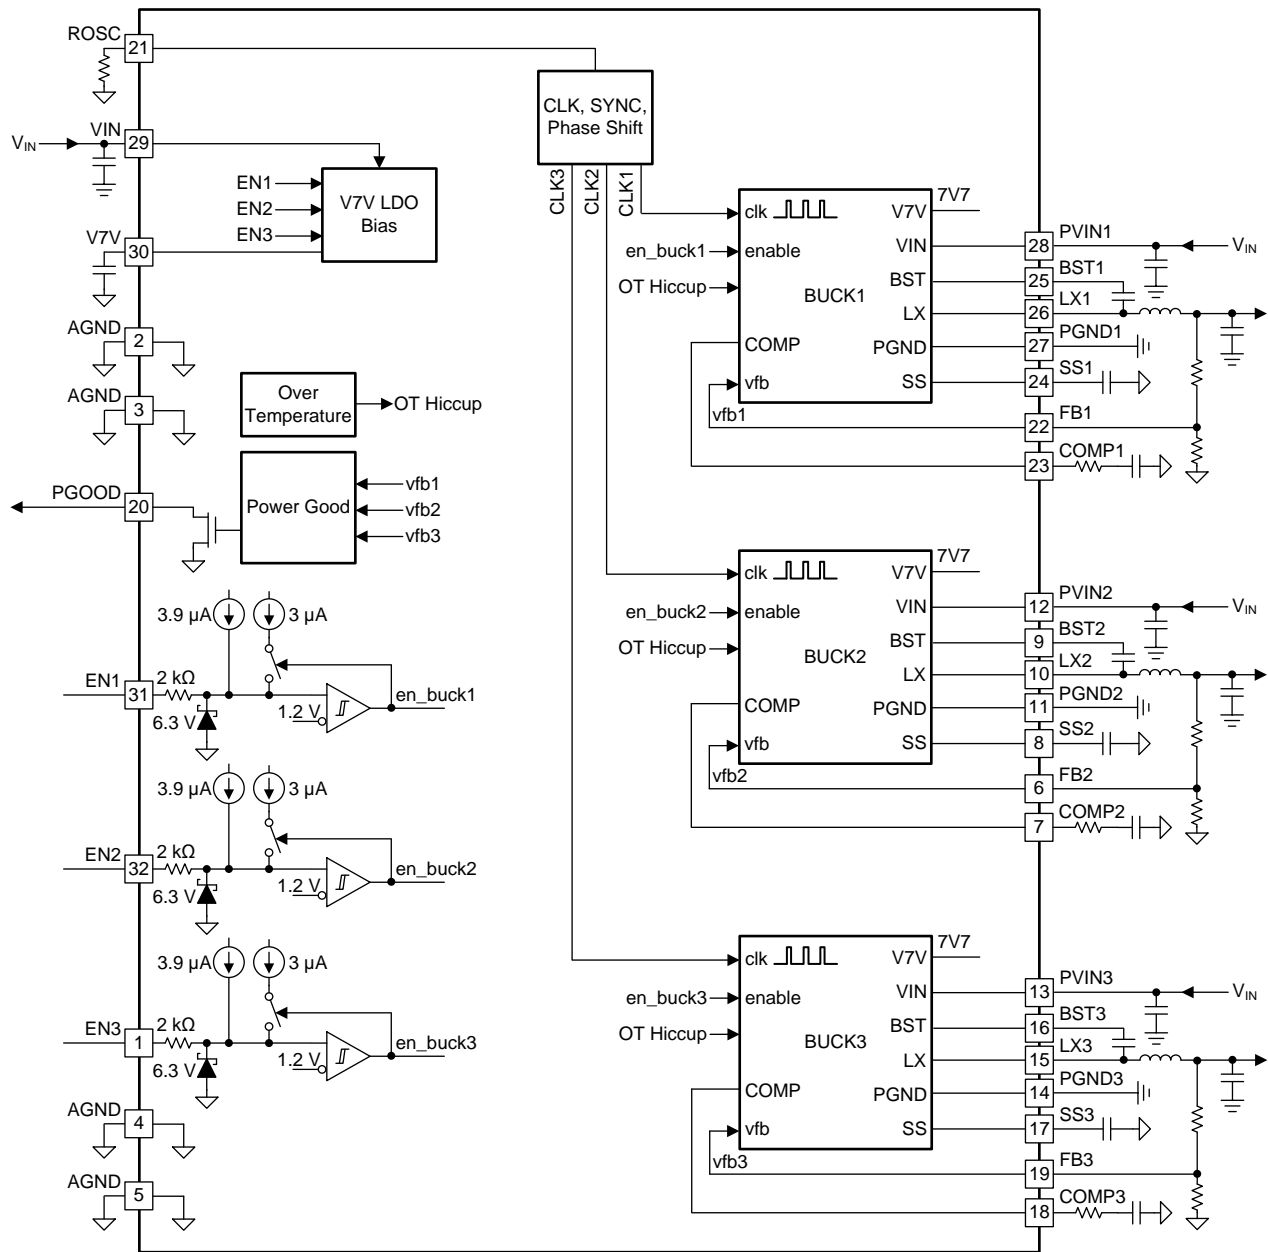 ROSC
21
VIN
V_IN
29
EN1
EN2
EN3
V7V LDO
Bias
V7V
30
AGND
2
AGND
3
Over
Temperature
OT Hiccup
PGOOD
20
Power Good
vfb1
vfb2
vfb3
3.9 µA
3 µA
EN1
31
2 kΩ
6.3 V
1.2 V
en_buck1
3.9 µA
3 µA
EN2
32
2 kΩ
6.3 V
1.2 V
en_buck2
3.9 µA
3 µA
EN3
1
2 kΩ
6.3 V
1.2 V
en_buck3
AGND
4
AGND
5
CLK, SYNC,
Phase Shift
CLK3
CLK2
CLK1
en_buck1
OT Hiccup
clk
enable
COMP
vfb
BUCK1
V7V
VIN
BST
LX
PGND
SS
7V7
vfb1
28
PVIN1
V_IN
25
BST1
26
LX1
27
PGND1
24
SS1
22
FB1
23
COMP1
en_buck2
OT Hiccup
clk
enable
COMP
vfb
BUCK2
V7V
VIN
BST
LX
PGND
SS
7V7
vfb2
12
PVIN2
V_IN
9
BST2
10
LX2
11
PGND2
8
SS2
6
FB2
7
COMP2
en_buck3
OT Hiccup
clk
enable
COMP
vfb
BUCK3
V7V
VIN
BST
LX
PGND
SS
7V7
vfb3
13
PVIN3
V_IN
16
BST3
15
LX3
14
PGND3
17
SS3
19
FB3
18
COMP3